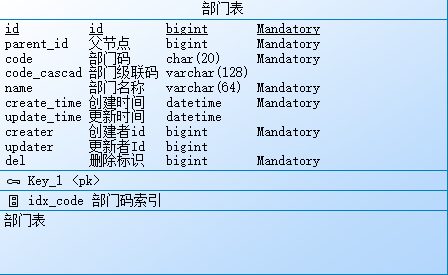 部门表
id id bigint Mandatory
parent_id 父节点 bigint Mandatory
code 部门码 char(20) Mandatory
code_cascad 部门级联码 varchar(128)
name 部门名称 varchar(64) Mandatory
create_time 创建时间 datetime Mandatory
update_time 更新时间 datetime
creater 创建者id bigint Mandatory
updater 更新者Id bigint
del 删除标识 bigint Mandatory
Key_1 <pk>
idx_code 部门码索引
部门表